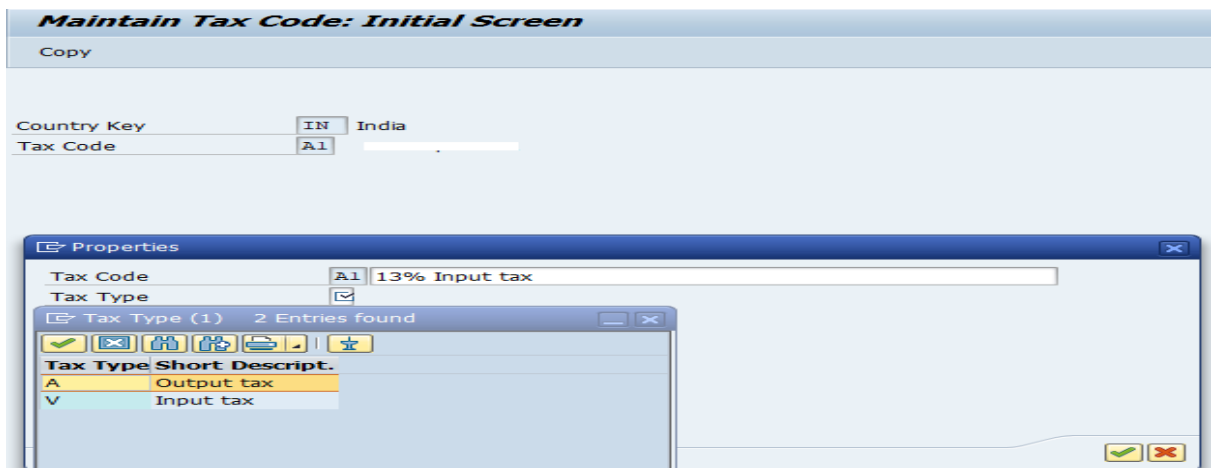 Maintain Tax Code: Initial Screen
Copy
Country Key IN India
Tax Code A1
Properties
Tax Code A1 13% Input tax
Tax Type
Tax Type (1) 2 Entries found
Tax Type Short Descript.
A Output tax
V Input tax